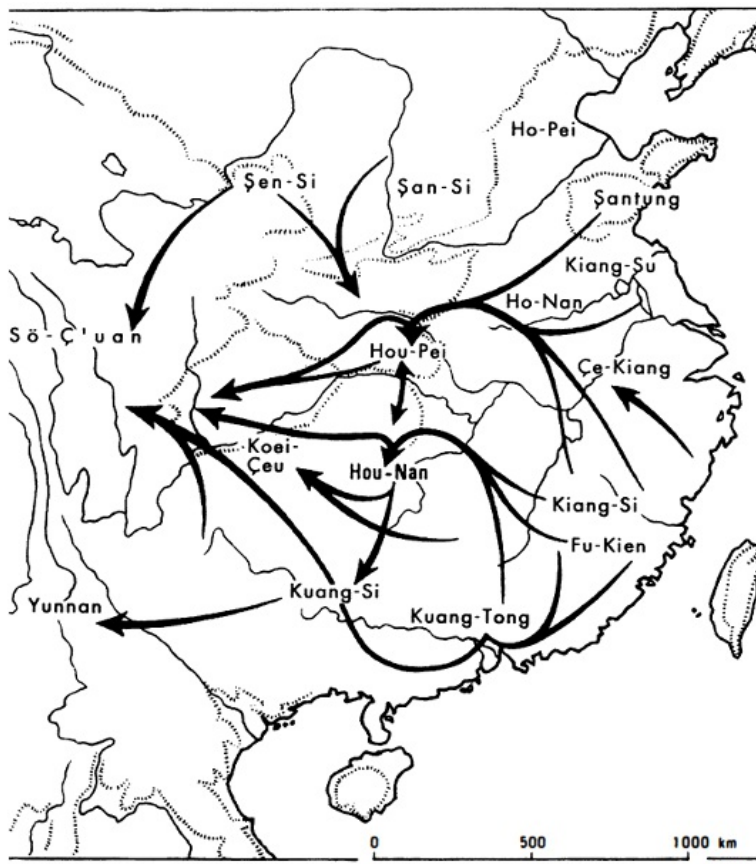 Ho-Pei
Şen-Si
Şan-Si
Şantung
Kiang-Su
Ho-Nan
Sö-Ç'uan
Hou-Pei
Çe-Kiang
Koei-
Çeu
Hou-Nan
Kiang-Si
Fu-Kien
Kuang-Si
Yunnan
Kuang-Tong
0 500 1000 km